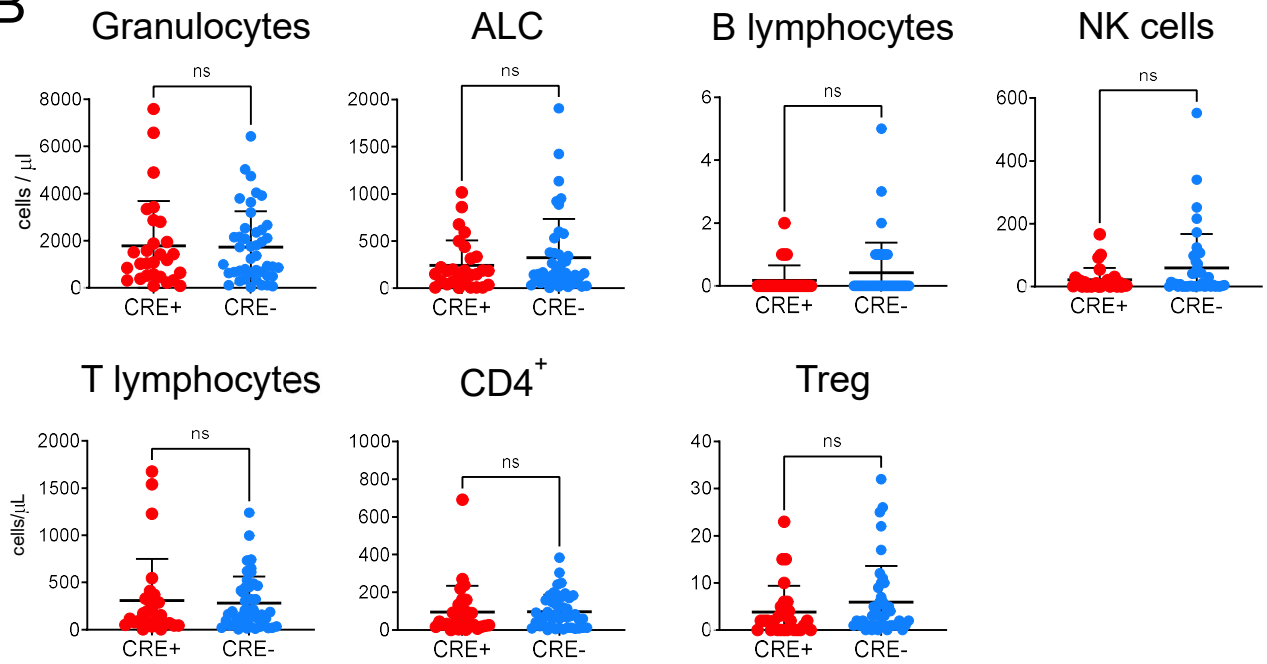 B
Granulocytes
ns
8000
6000
4000
2000
0
cells / µl
CRE+ CRE-
ALC
ns
2000
1500
1000
500
0
CRE+ CRE-
B lymphocytes
ns
6
4
2
0
CRE+ CRE-
NK cells
ns
600
400
200
0
CRE+ CRE-
T lymphocytes
ns
2000
1500
1000
500
0
cells/µL
CRE+ CRE-
CD4+
ns
1000
800
600
400
200
0
CRE+ CRE-
Treg
ns
40
30
20
10
0
CRE+ CRE-